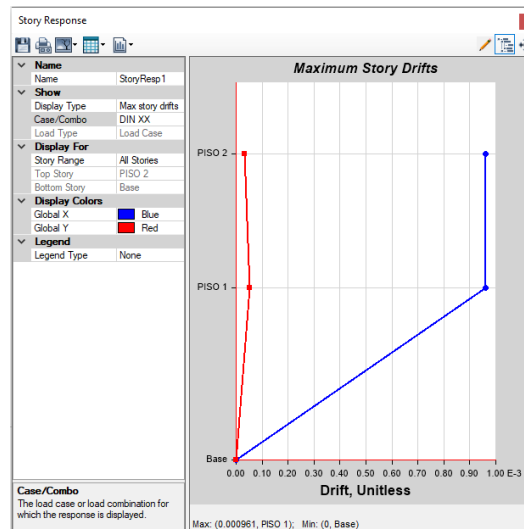 Story Response
Name
Name StoryResp1
Show
Display Type Max story drifts
Case/Combo DIN XX
Load Type Load Case
Display For
Story Range All Stories
Top Story PISO 2
Bottom Story Base
Display Colors
Global X Blue
Global Y Red
Legend
Legend Type None
Case/Combo
The load case or load combination for
which the response is displayed.
Maximum Story Drifts
PISO 2
PISO 1
Base
0.00 0.10 0.20 0.30 0.40 0.50 0.60 0.70 0.80 0.90 1.00 E-3
Drift, Unitless
Max: (0.000961, PISO 1); Min: (0, Base)